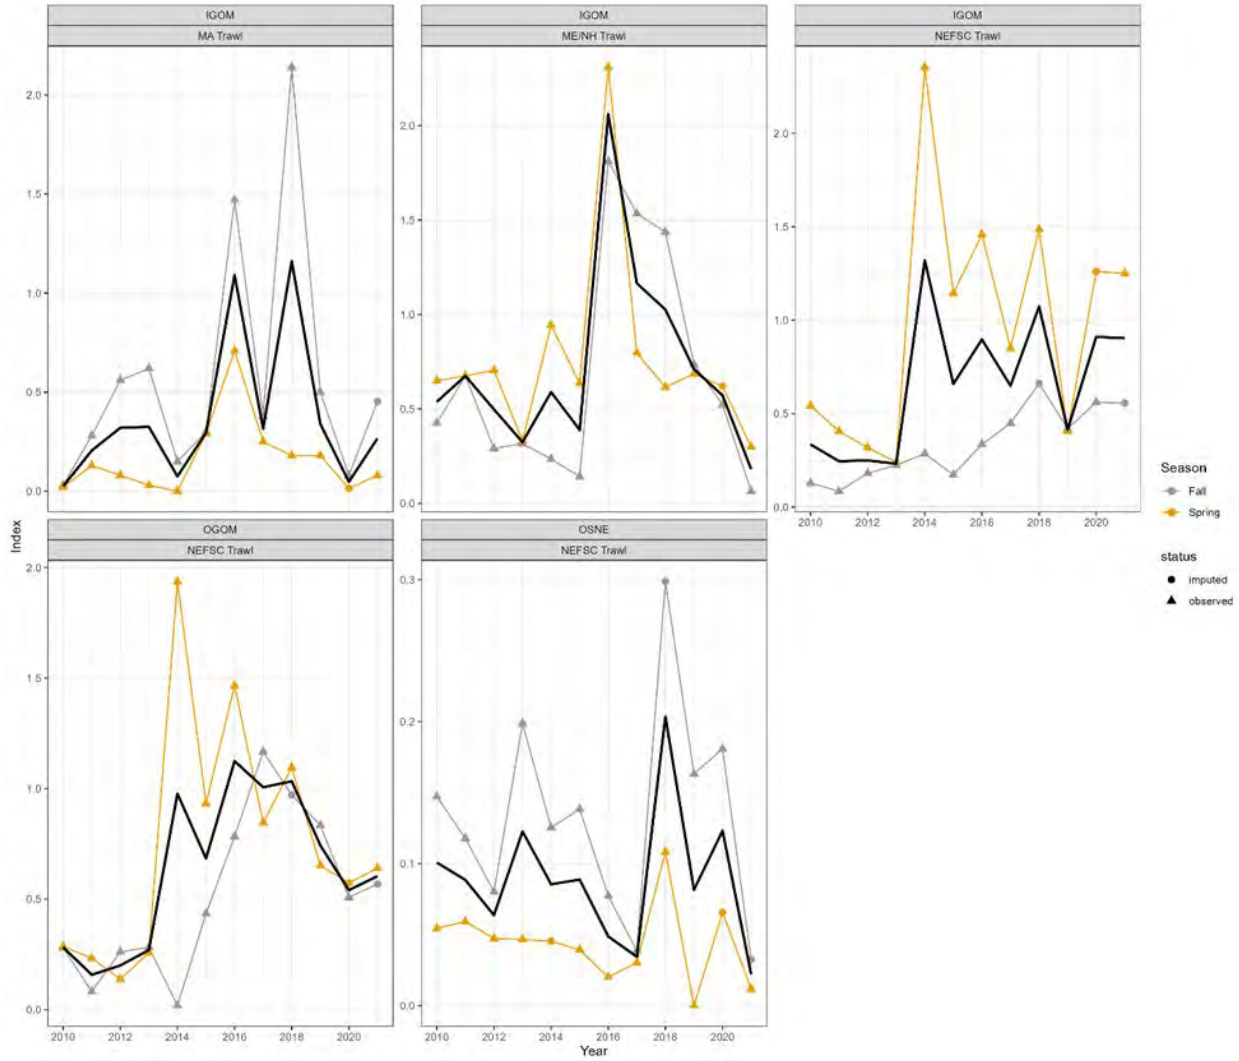 IGOM
MA Trawl
IGOM
ME/NH Trawl
IGOM
NEFSC Trawl
2.0
1.5
1.0
0.5
0.0
2.0
1.5
1.0
0.5
0.0
2.0
1.5
1.0
0.5
0.0
2010 2012 2014 2016 2018 2020
OGOM
NEFSC Trawl
OSNE
NEFSC Trawl
2.0
1.5
1.0
0.5
0.0
0.3
0.2
0.1
0.0
2010 2012 2014 2016 2018 2020
2010 2012 2014 2016 2018 2020
Index
Year
Season
Fall
Spring
status
imputed
observed